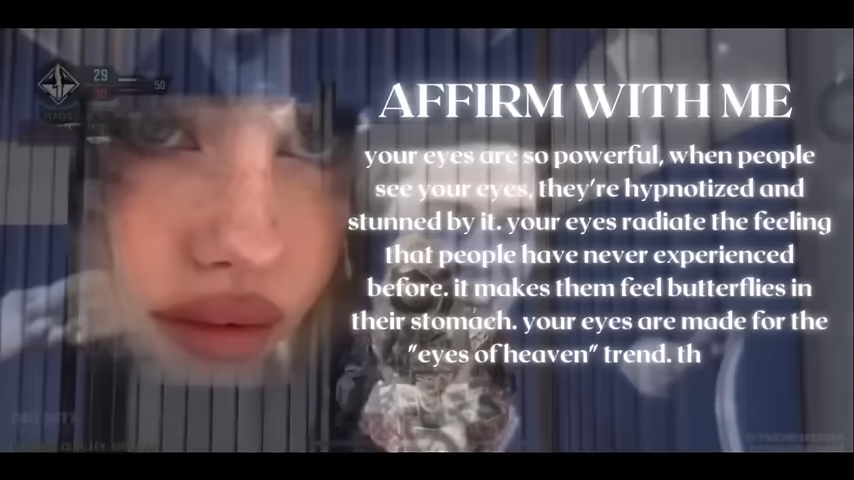 29
50
AFFIRM WITH ME
your eyes are so powerful, when people
see your eyes, they're hypnotized and
stunned by it. your eyes radiate the feeling
that people have never experienced
before. it makes them feel butterflies in
their stomach. your eyes are made for the
"eyes of heaven" trend. th